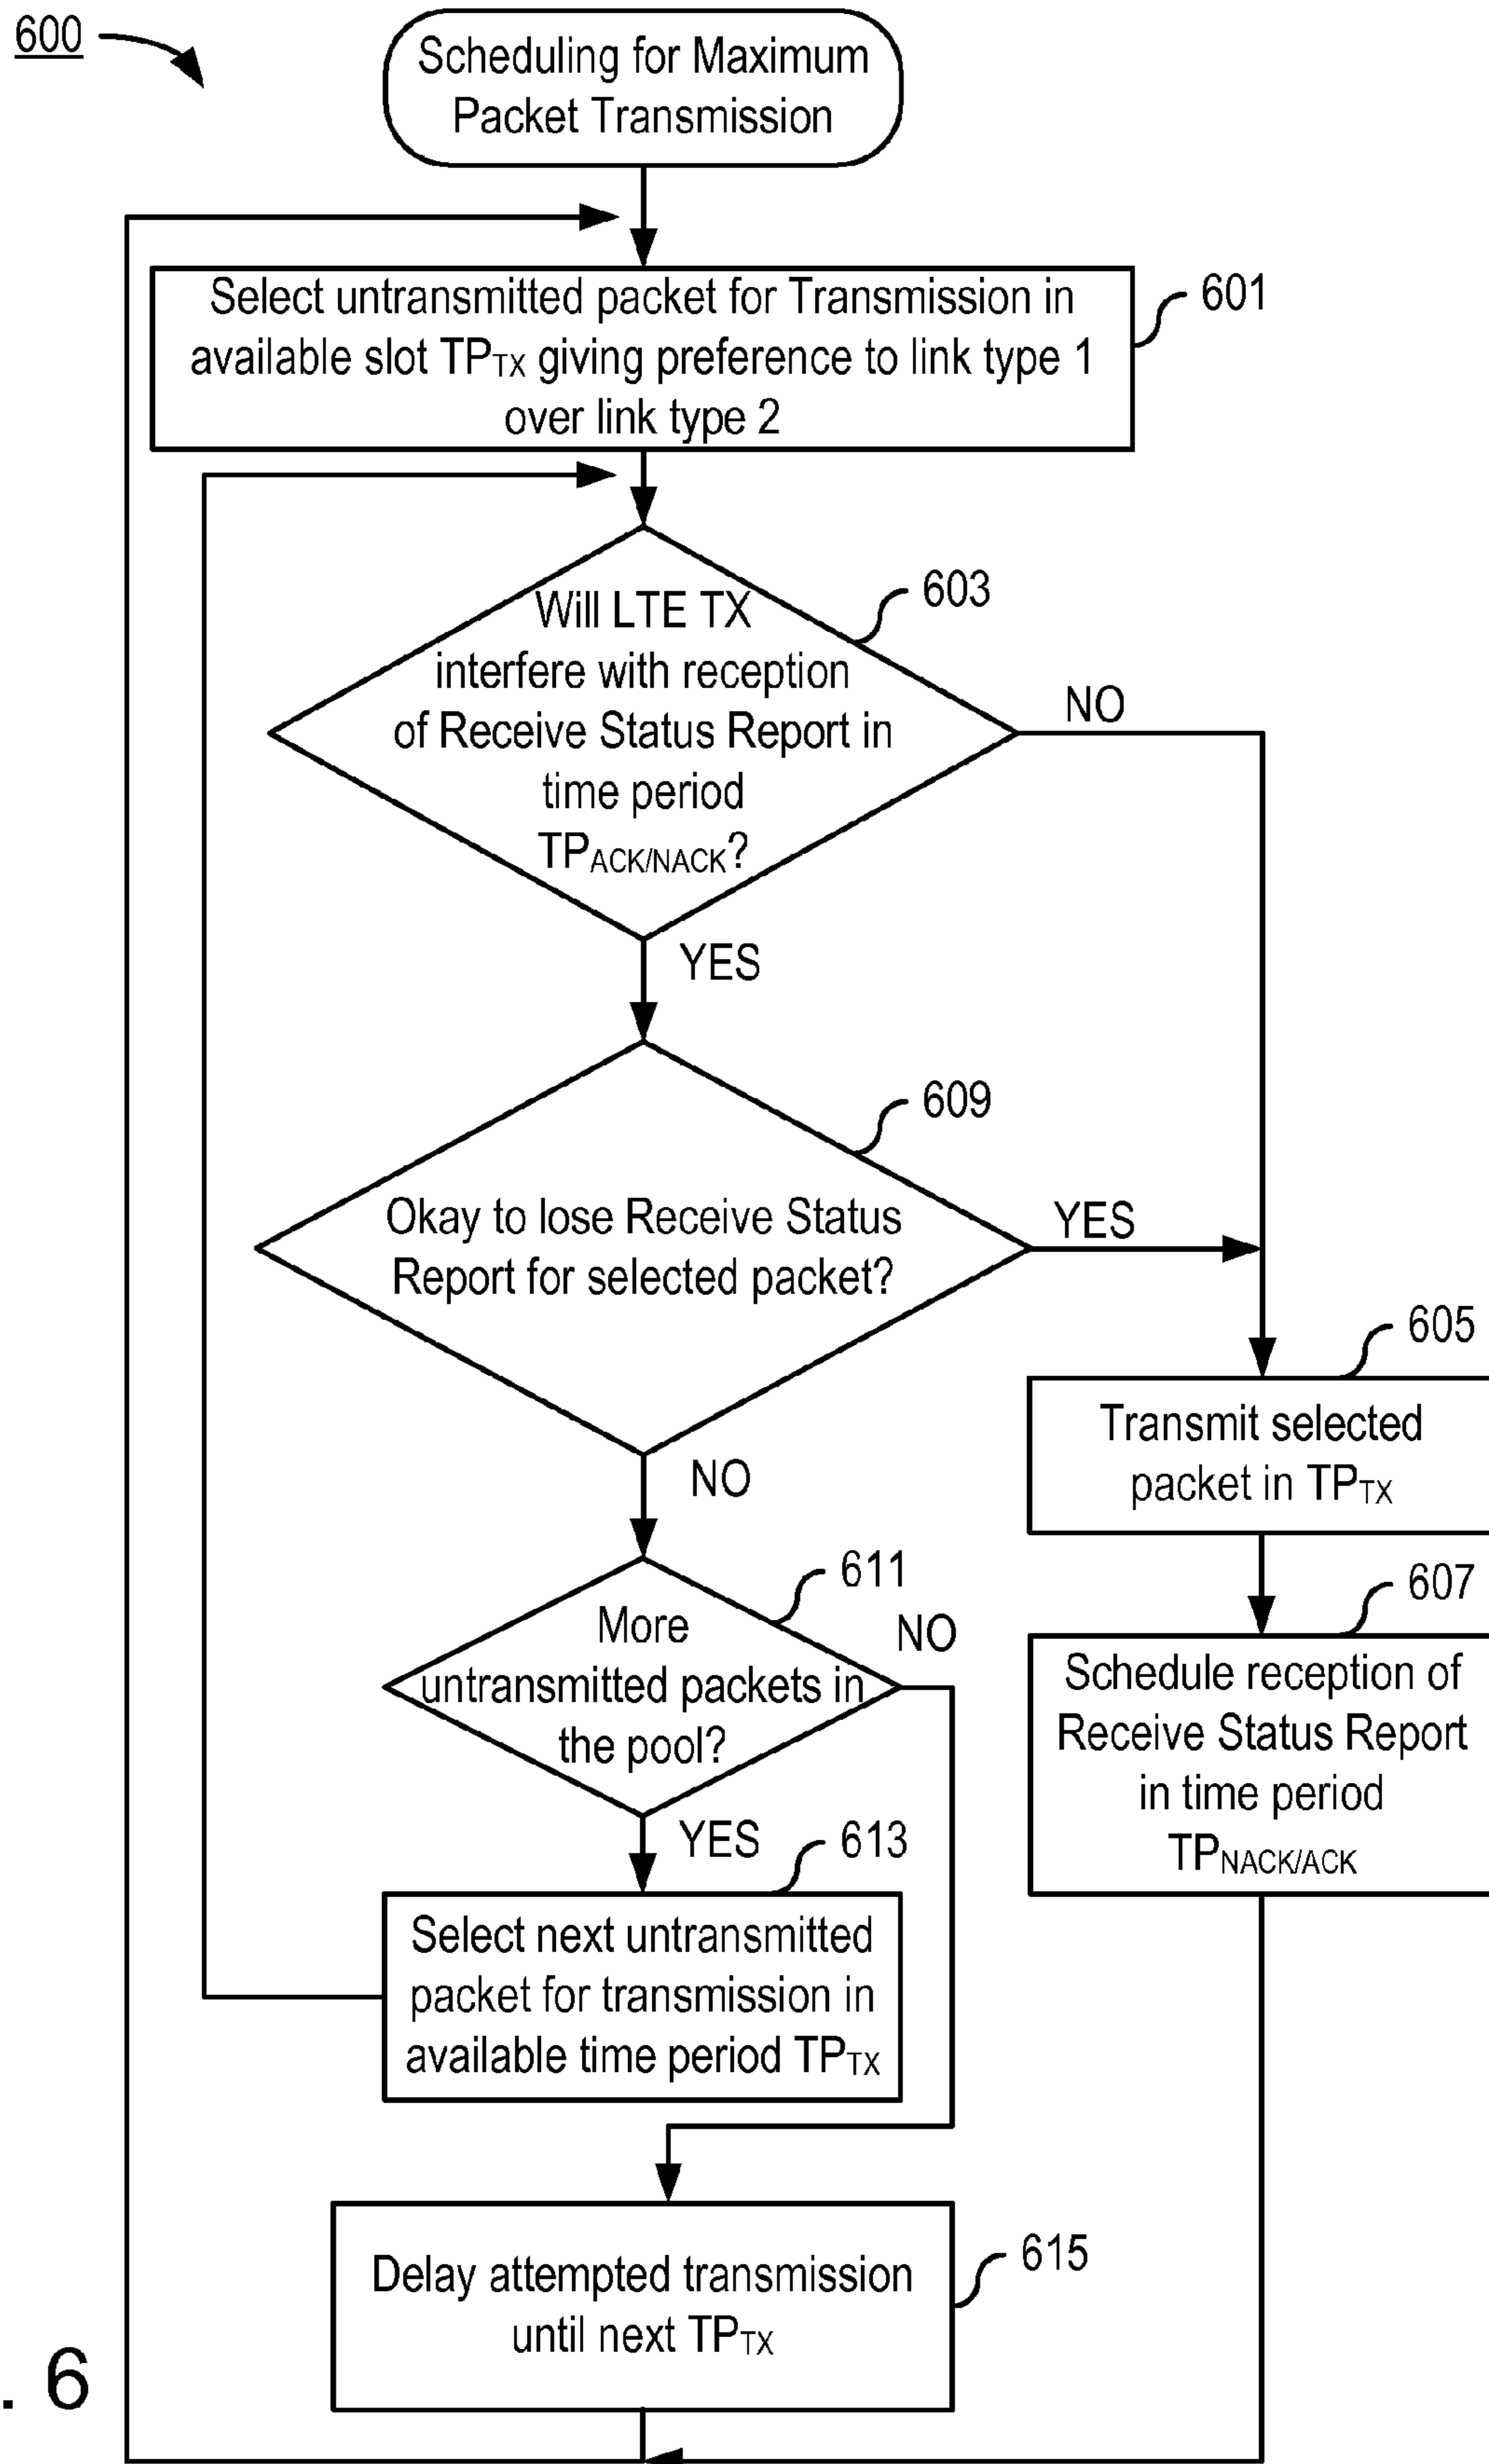 600
Scheduling for Maximum
Packet Transmission
Select untransmitted packet for Transmission in
available slot TPTX giving preference to link type 1
over link type 2
601
Will LTE TX
interfere with reception
of Receive Status Report in
time period
TPACK/NACK?
603
NO
YES
609
Okay to lose Receive Status
Report for selected packet?
YES
NO
605
Transmit selected
packet in TPTX
607
Schedule reception of
Receive Status Report
in time period
TPNACK/ACK
611
More
untransmitted packets in
the pool?
NO
YES
613
Select next untransmitted
packet for transmission in
available time period TPTX
Delay attempted transmission
until next TPTX
615
. 6